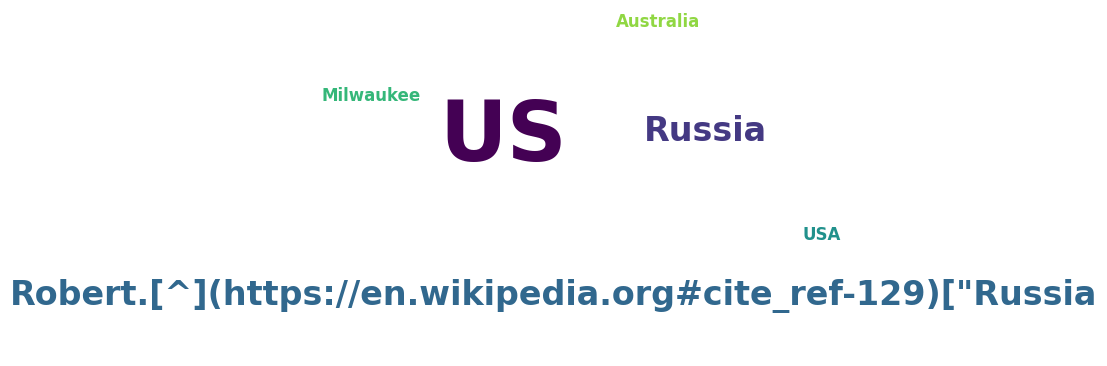 Australia
Milwaukee
US
Russia
USA
Robert.[^](https://en.wikipedia.org#cite_ref-129)["Russia